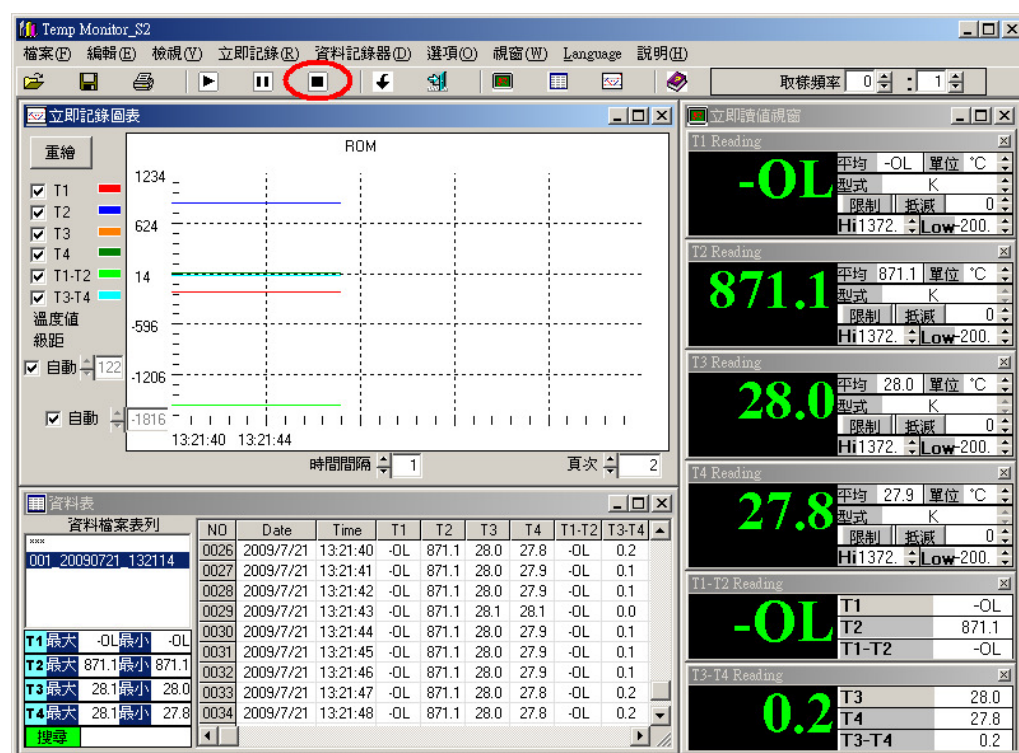 Temp Monitor_S2
檔案(F) 編輯(E) 檢視(V) 立即記錄(R) 資料記錄器(D) 選項(O) 視窗(W) Language 說明(H)
取樣頻率 0 : 1
立即記錄圖表
重繪
ROM
T1
T2
T3
T4
T1-T2
T3-T4
溫度值
級距
自動 122
自動 -1816
1234
624
14
-596
-1206
13:21:40 13:21:44
時間間隔 1 頁次 2
資料表
資料檔案表列
xxx
001_20090721_132114
T1最大 -OL最小 -OL
T2最大 871.1最小 871.1
T3最大 28.1最小 28.0
T4最大 28.1最小 27.8
搜尋
NO Date Time T1 T2 T3 T4 T1-T2 T3-T4
0026 2009/7/21 13:21:40 -OL 871.1 28.0 27.8 -OL 0.2
0027 2009/7/21 13:21:41 -OL 871.1 28.0 27.9 -OL 0.1
0028 2009/7/21 13:21:42 -OL 871.1 28.0 27.9 -OL 0.1
0029 2009/7/21 13:21:43 -OL 871.1 28.1 28.1 -OL 0.0
0030 2009/7/21 13:21:44 -OL 871.1 28.0 27.9 -OL 0.1
0031 2009/7/21 13:21:45 -OL 871.1 28.0 27.9 -OL 0.1
0032 2009/7/21 13:21:46 -OL 871.1 28.0 27.9 -OL 0.1
0033 2009/7/21 13:21:47 -OL 871.1 28.0 27.8 -OL 0.2
0034 2009/7/21 13:21:48 -OL 871.1 28.0 27.8 -OL 0.2
立即讀值視窗
T1 Reading
-OL
平均 -OL 單位 °C
型式 K
限制 抵減 0
Hi1372. Low-200.
T2 Reading
871.1
平均 871.1 單位 °C
型式 K
限制 抵減 0
Hi1372. Low-200.
T3 Reading
28.0
平均 28.0 單位 °C
型式 K
限制 抵減 0
Hi1372. Low-200.
T4 Reading
27.8
平均 27.9 單位 °C
型式 K
限制 抵減 0
Hi1372. Low-200.
T1-T2 Reading
-OL
T1 -OL
T2 871.1
T1-T2 -OL
T3-T4 Reading
0.2
T3 28.0
T4 27.8
T3-T4 0.2